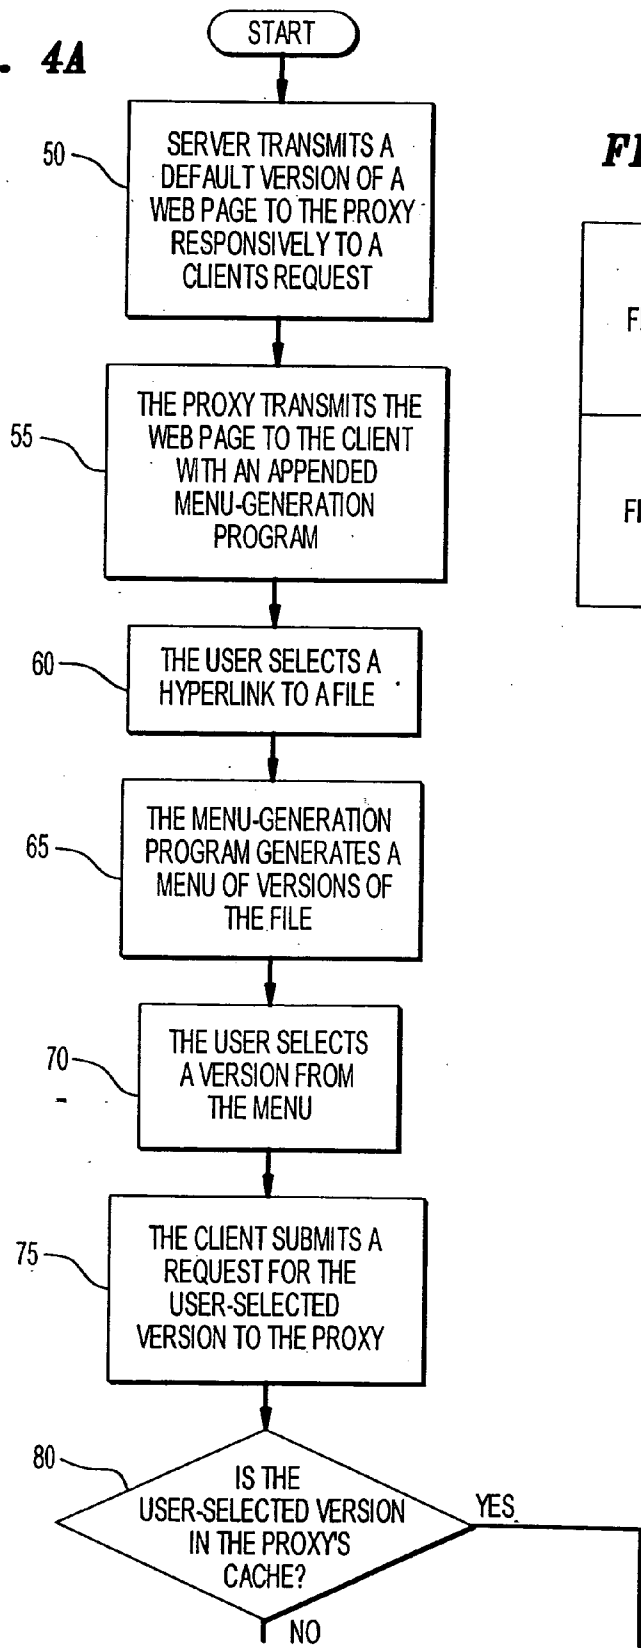 START
. 4A
50
SERVER TRANSMITS A
DEFAULT VERSION OF A
WEB PAGE TO THE PROXY
RESPONSIVELY TO A
CLIENTS REQUEST
55
THE PROXY TRANSMITS THE
WEB PAGE TO THE CLIENT
WITH AN APPENDED
MENU-GENERATION
PROGRAM
60
THE USER SELECTS A
HYPERLINK TO A FILE
65
THE MENU-GENERATION
PROGRAM GENERATES A
MENU OF VERSIONS OF
THE FILE
70
THE USER SELECTS
A VERSION FROM
THE MENU
75
THE CLIENT SUBMITS A
REQUEST FOR THE
USER-SELECTED
VERSION TO THE PROXY
80
IS THE
USER-SELECTED VERSION
IN THE PROXY'S
CACHE?
YES
NO